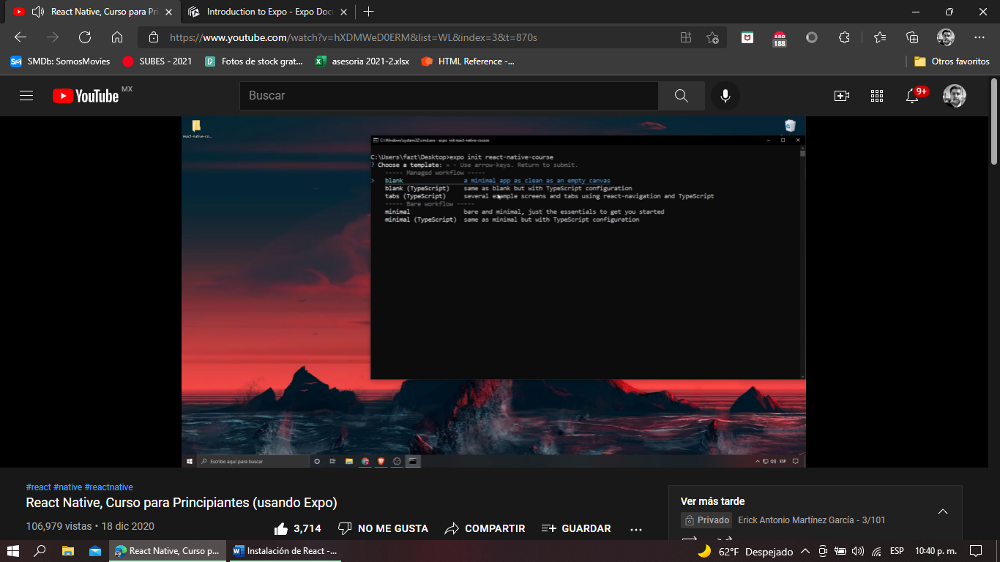 React Native, Curso para Pri
Introduction to Expo - Expo Docu
https://www.youtube.com/watch?v=hXDMWeD0ERM&list=WL&index=3&t=870s
ABP
188
SM SMDb: SomosMovies
SUBES - 2021
Fotos de stock grat...
asesoria 2021-2.xlsx
HTML Reference -...
Otros favoritos
YouTube MX
Buscar
9+
react-native-co...
C:\Windows\system32\cmd.exe - expo init react-native-course
C:\Users\fazt\Desktop>expo init react-native-course
? Choose a template: » - Use arrow-keys. Return to submit.
----- Managed workflow -----
> blank a minimal app as clean as an empty canvas
blank (TypeScript) same as blank but with TypeScript configuration
tabs (TypeScript) several example screens and tabs using react-navigation and TypeScript
----- Bare workflow -----
minimal bare and minimal, just the essentials to get you started
minimal (TypeScript) same as minimal but with TypeScript configuration
Escribe aquí para buscar
ESP
#react #native #reactnative
React Native, Curso para Principiantes (usando Expo)
106,979 vistas • 18 dic 2020
3,714
NO ME GUSTA
COMPARTIR
GUARDAR
Ver más tarde
Privado
Erick Antonio Martínez García - 3/101
React Native, Curso p...
Instalación de React -...
62°F Despejado
ESP
10:40 p. m.